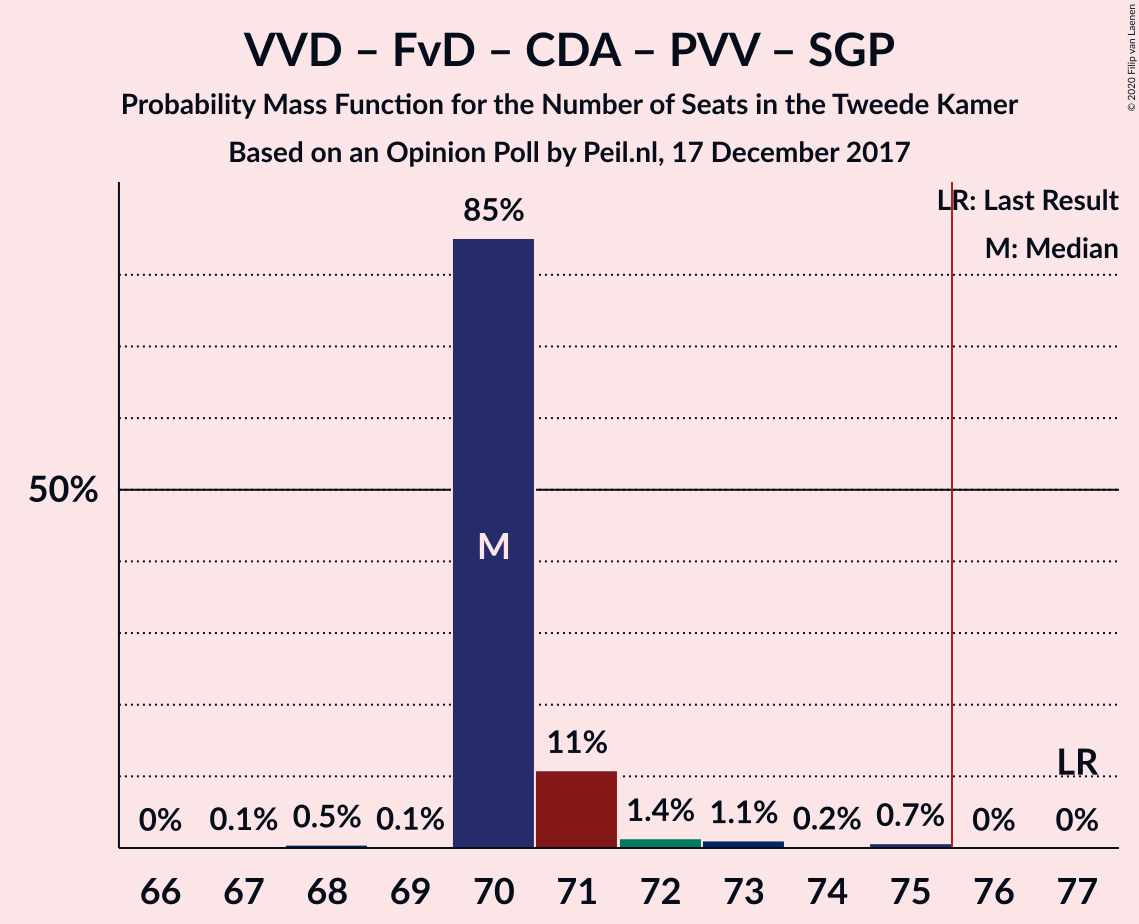 VVD – FvD – CDA – PVV – SGP
Probability Mass Function for the Number of Seats in the Tweede Kamer
Based on an Opinion Poll by Peil.nl, 17 December 2017
© 2020 Filip van Laenen
LR: Last Result
M: Median
85%
50%
M
11%
LR
0% 0.1% 0.5% 0.1% 1.4% 1.1% 0.2% 0.7% 0% 0%
66 67 68 69 70 71 72 73 74 75 76 77